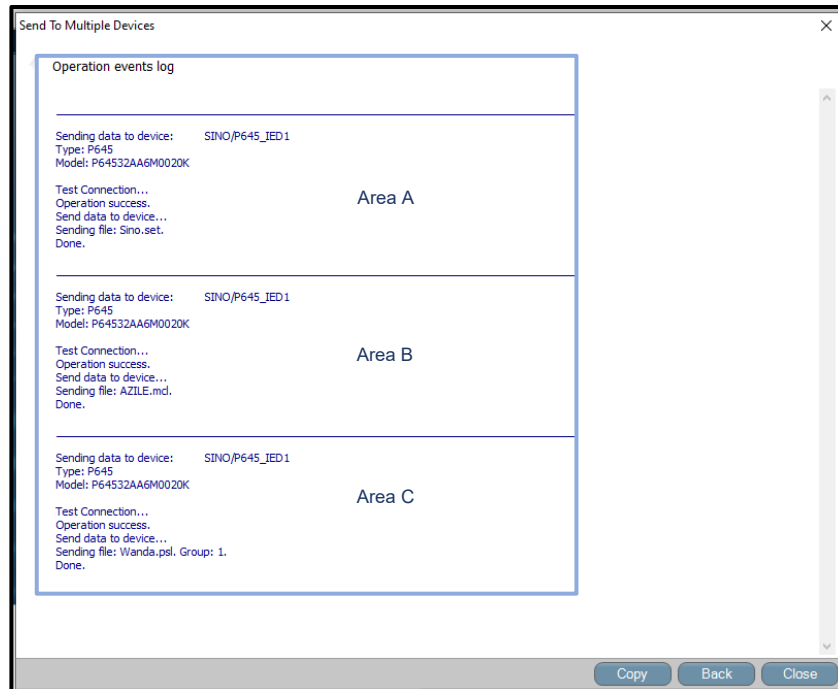 Send To Multiple Devices
Operation events log
Sending data to device: SINO/P645_IED1
Type: P645
Model: P64532AA6M0020K
Test Connection...
Operation success.
Send data to device...
Sending file: Sino.set.
Done.
Area A
Sending data to device: SINO/P645_IED1
Type: P645
Model: P64532AA6M0020K
Test Connection...
Operation success.
Send data to device...
Sending file: AZILE.mcl.
Done.
Area B
Sending data to device: SINO/P645_IED1
Type: P645
Model: P64532AA6M0020K
Test Connection...
Operation success.
Send data to device...
Sending file: Wanda.psl. Group: 1.
Done.
Area C
Copy Back Close